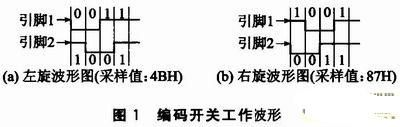 0 0 1 1
引脚1
引脚2
1 0 0 1
(a) 左旋波形图(采样值:4BH)
1 0 0 1
引脚1
引脚2
0 0 1 1
(b) 右旋波形图(采样值:87H)
图 1 编码开关工作波形